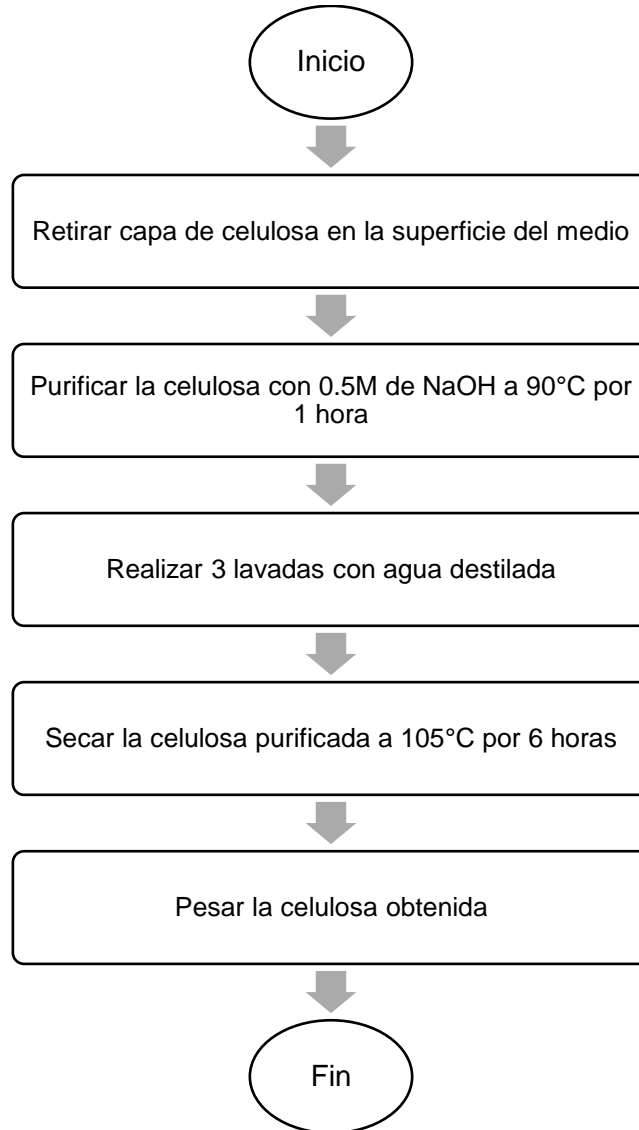 Inicio
Retirar capa de celulosa en la superficie del medio
Purificar la celulosa con 0.5M de NaOH a 90°C por
1 hora
Realizar 3 lavadas con agua destilada
Secar la celulosa purificada a 105°C por 6 horas
Pesar la celulosa obtenida
Fin